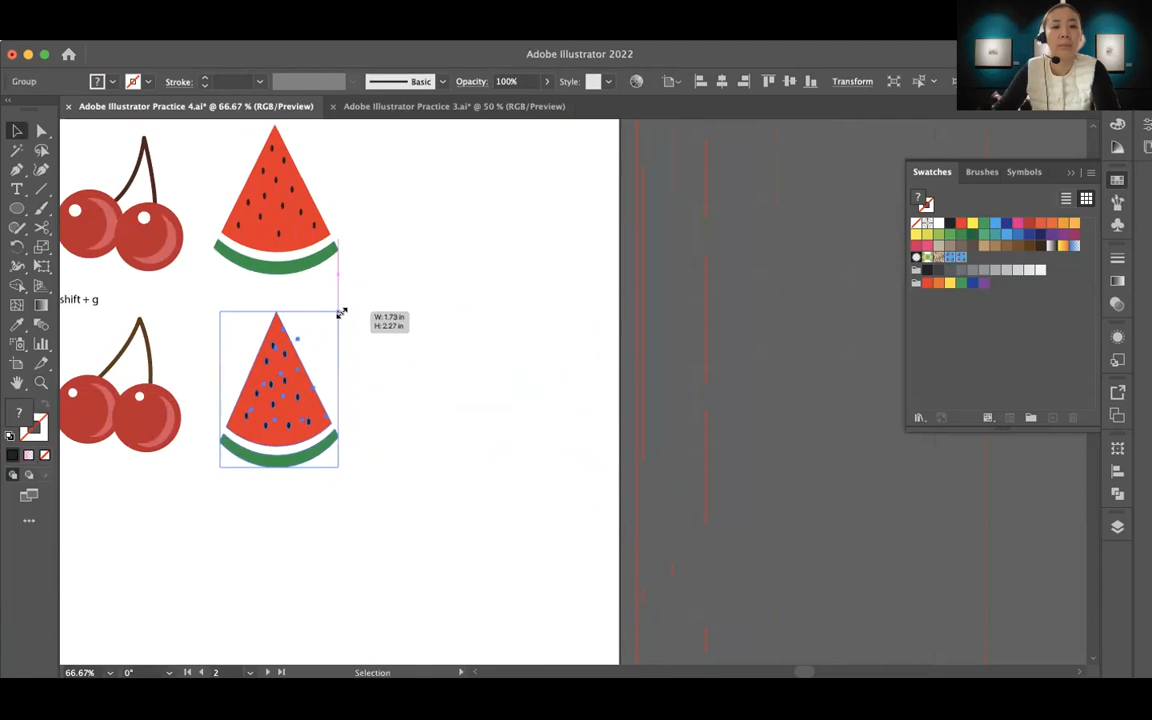 Adobe Illustrator 2022
Group
?
Stroke:
Basic
Opacity:
100%
Style:
Transform
Adobe Illustrator Practice 4.ai* @ 66.67 % (RGB/Preview)
Adobe Illustrator Practice 3.ai* @ 50 % (RGB/Preview)
Swatches
Brushes
Symbols
?
shift + g
W: 1.73 in
H: 2.27 in
?
66.67%
0°
2
Selection